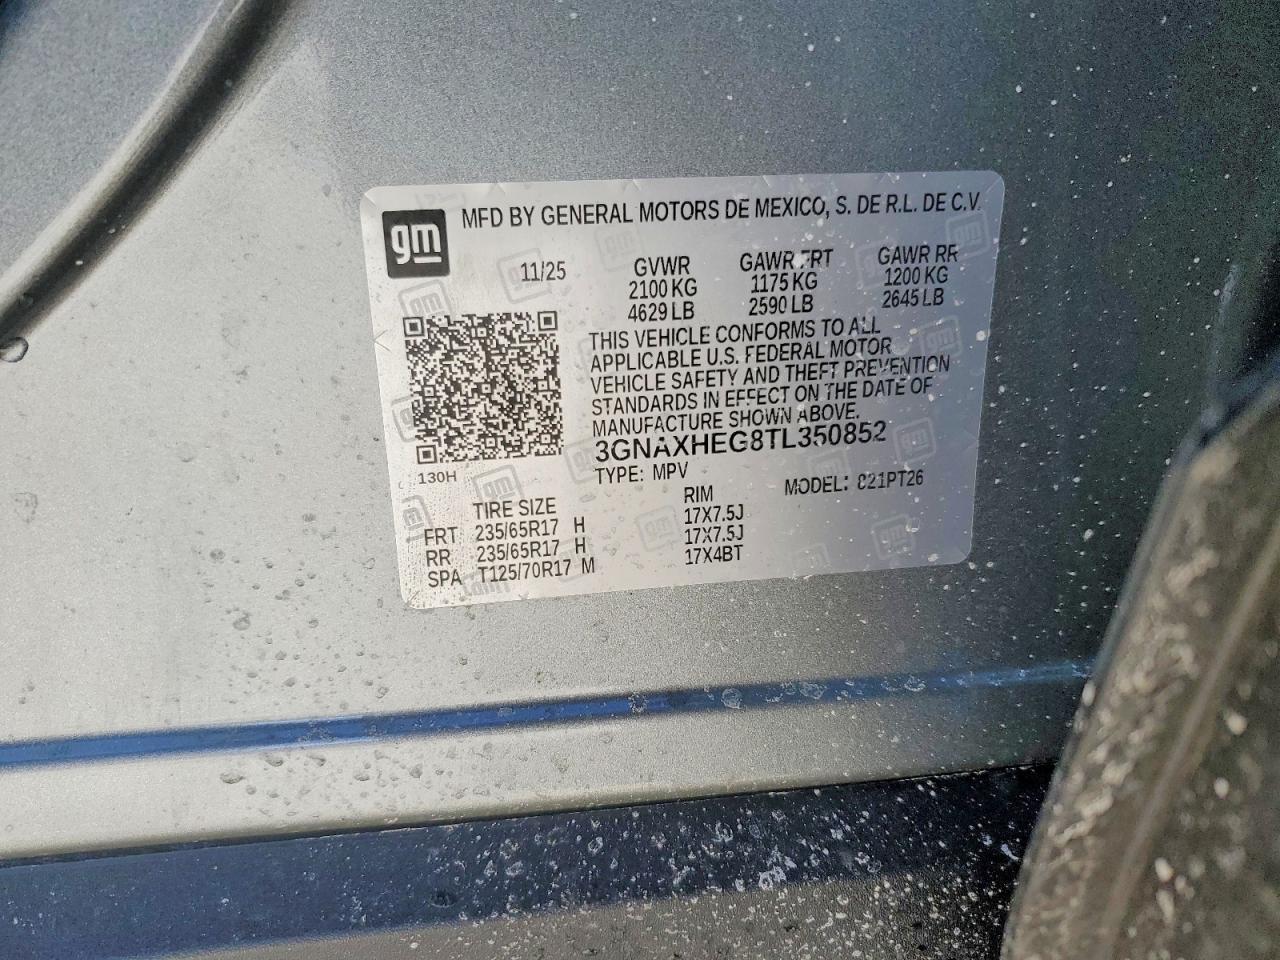 gm MFD BY GENERAL MOTORS DE MEXICO, S. DE R.L. DE C.V.
11/25 GVWR GAWR FRT GAWR RR
2100 KG 1175 KG 1200 KG
4629 LB 2590 LB 2645 LB
THIS VEHICLE CONFORMS TO ALL
APPLICABLE U.S. FEDERAL MOTOR
VEHICLE SAFETY AND THEFT PREVENTION
STANDARDS IN EFFECT ON THE DATE OF
MANUFACTURE SHOWN ABOVE.
3GNAXHEG8TL350852
130H TYPE: MPV MODEL: 821PT26
TIRE SIZE RIM
FRT 235/65R17 H 17X7.5J
RR 235/65R17 H 17X7.5J
SPA T125/70R17 M 17X4BT